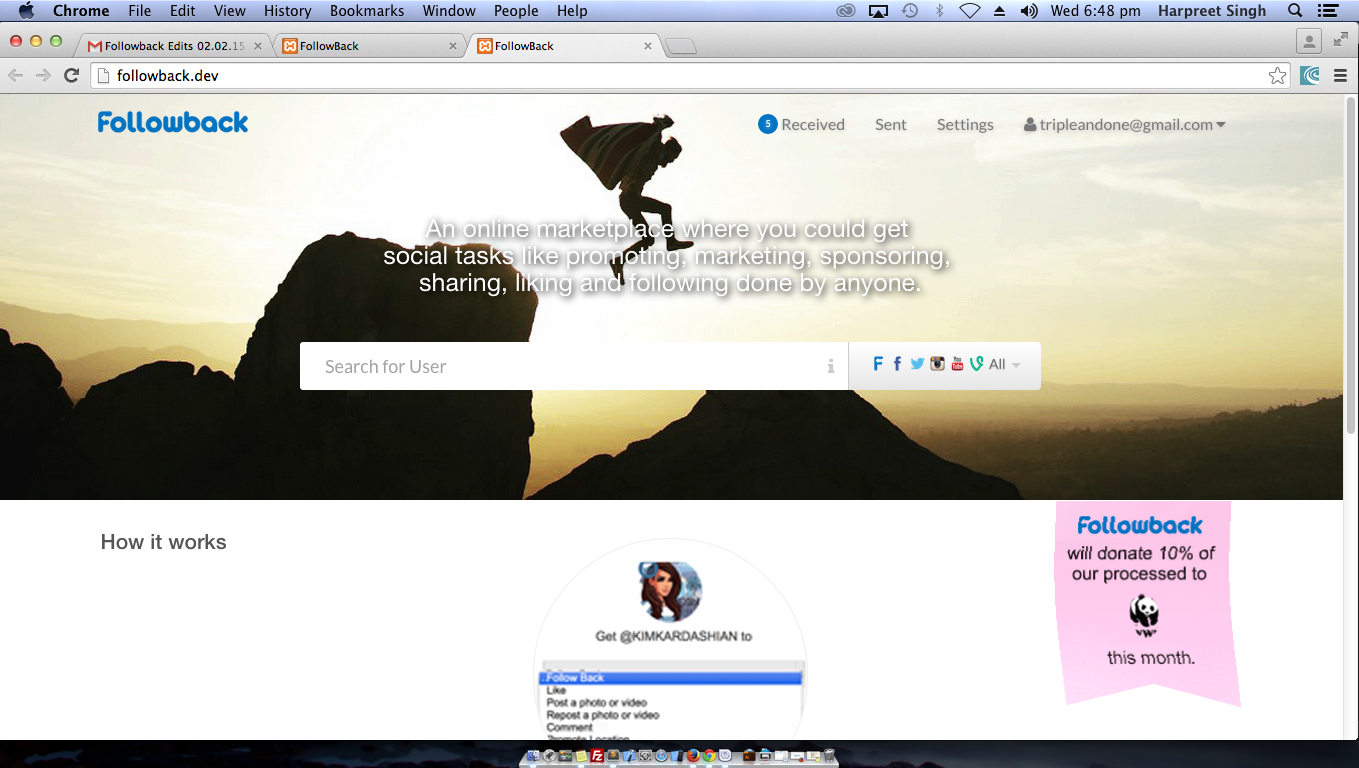 Chrome File Edit View History Bookmarks Window People Help Wed 6:48 pm Harpreet Singh
Followback Edits 02.02.15 FollowBack FollowBack
followback.dev
Followback 5 Received Sent Settings tripleandone@gmail.com
An online marketplace where you could get
social tasks like promoting, marketing, sponsoring,
sharing, liking and following done by anyone.
Search for User
F f You Tube All
How it works
Followback
will donate 10% of
our processed to
this month.
Get @KIMKARDASHIAN to
Follow Back
Like
Post a photo or video
Repost a photo or video
Comment
Promote Location
Fz